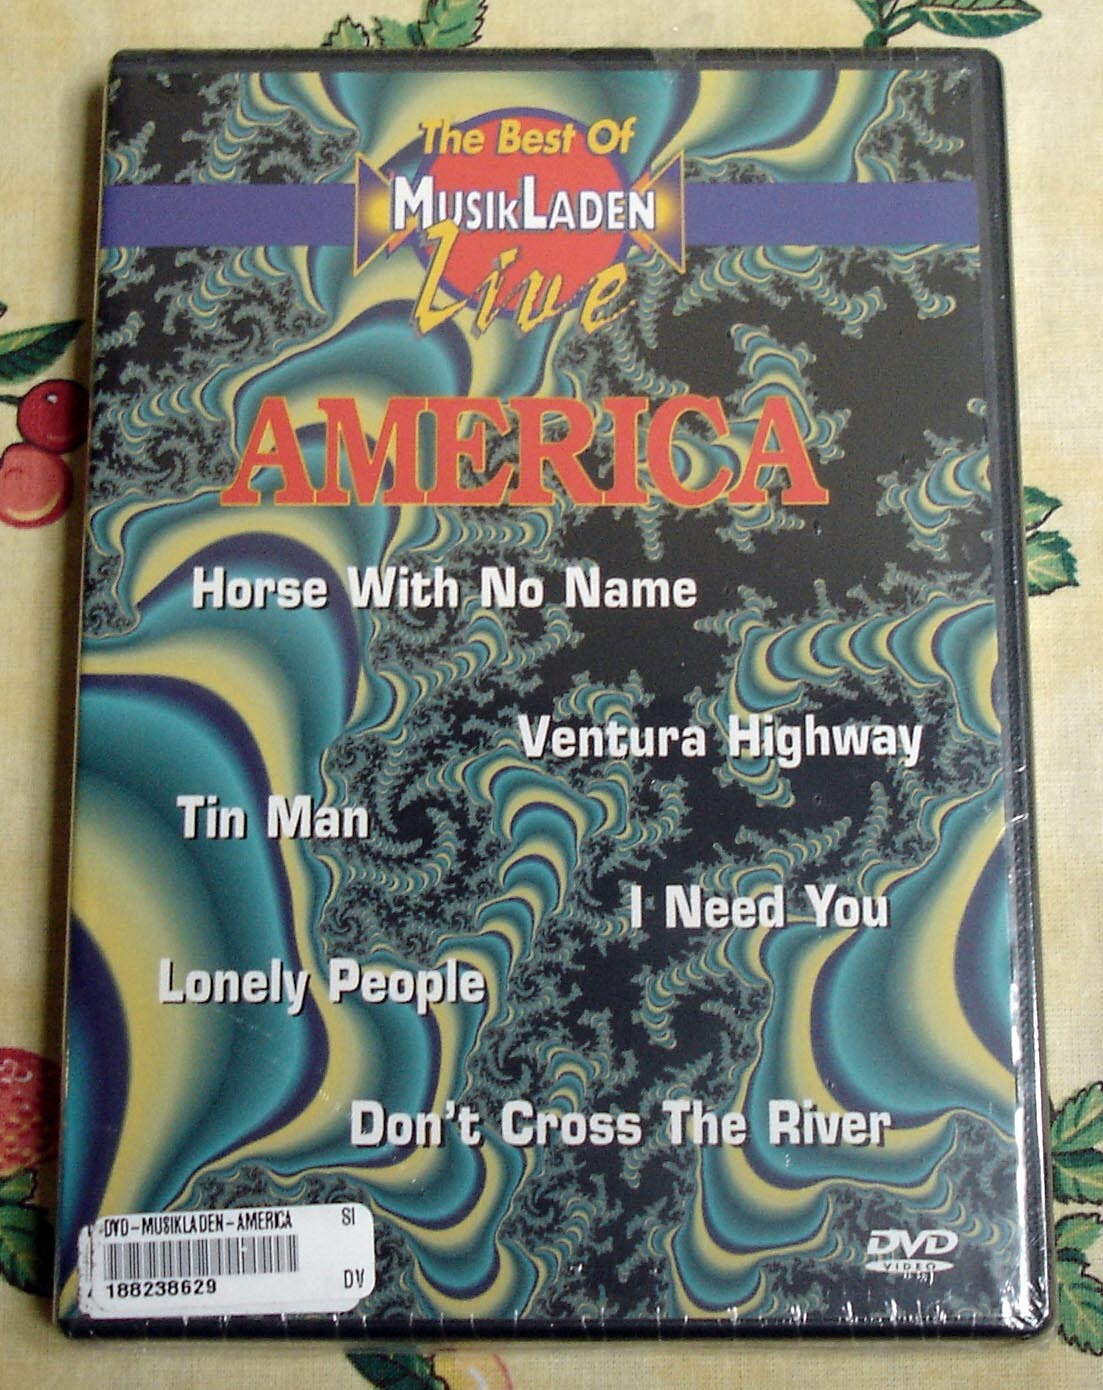 The Best Of
MUSIKLADEN
Live
AMERICA
Horse With No Name
Ventura Highway
Tin Man
I Need You
Lonely People
Don't Cross The River
DVD-MUSIKLADEN-AMERICA SI
188238629 DV
DVD
VIDEO